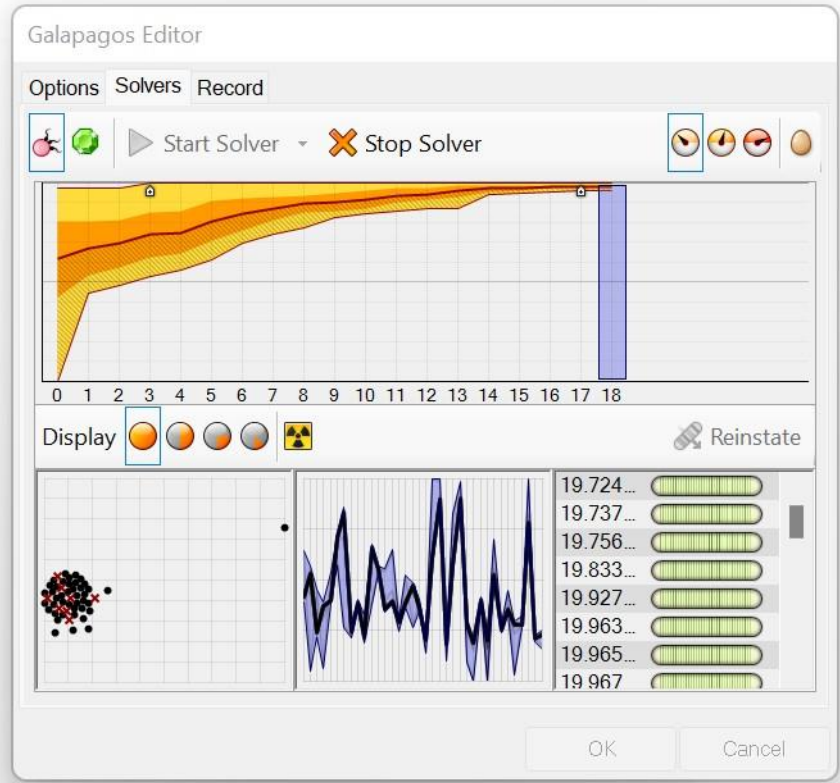 Galapagos Editor
Options Solvers Record
Start Solver Stop Solver
0 1 2 3 4 5 6 7 8 9 10 11 12 13 14 15 16 17 18
Display Reinstate
19.724...
19.737...
19.756...
19.833...
19.927...
19.963...
19.965...
19.967
OK Cancel